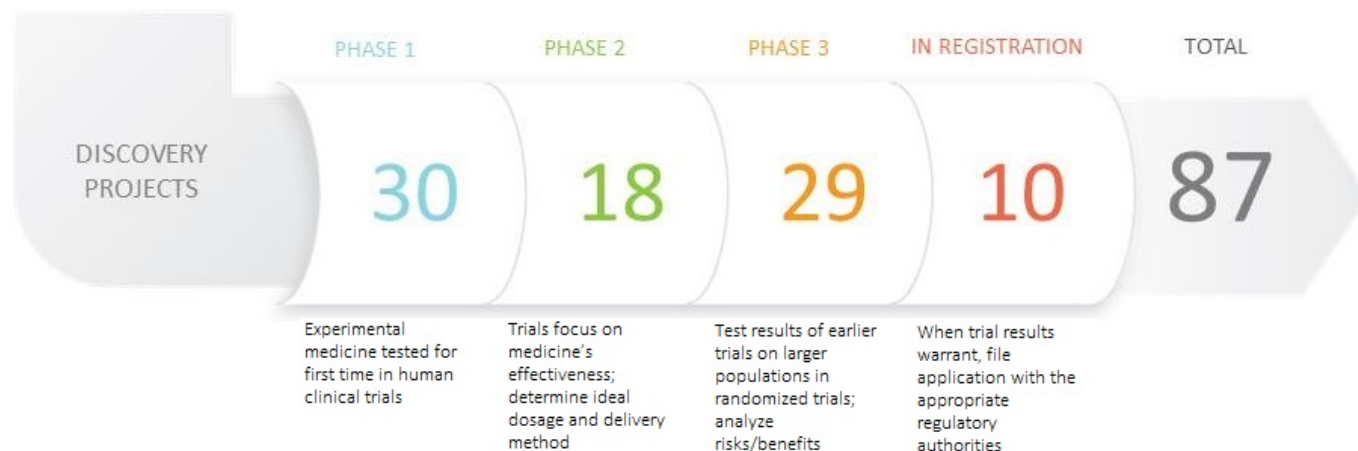 PHASE 1
PHASE 2
PHASE 3
IN REGISTRATION
TOTAL
DISCOVERY
PROJECTS
30
18
29
10
87
Experimental
medicine tested for
first time in human
clinical trials
Trials focus on
medicine's
effectiveness;
determine ideal
dosage and delivery
method
Test results of earlier
trials on larger
populations in
randomized trials;
analyze
risks/benefits
When trial results
warrant, file
application with the
appropriate
regulatory
authorities